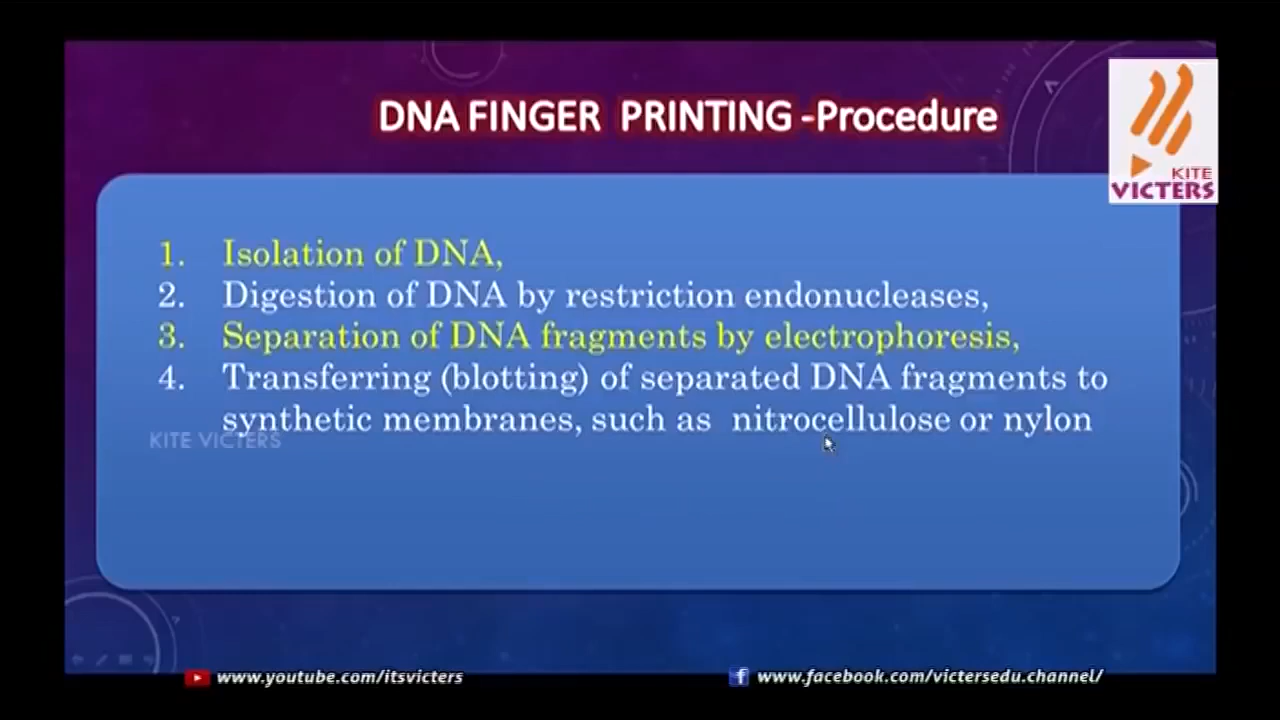 DNA FINGER PRINTING -Procedure
KITE
VICTERS
1. Isolation of DNA,
2. Digestion of DNA by restriction endonucleases,
3. Separation of DNA fragments by electrophoresis,
4. Transferring (blotting) of separated DNA fragments to
synthetic membranes, such as nitrocellulose or nylon
KITE VICTERS
www.youtube.com/itsvicters
www.facebook.com/victersedu.channel/